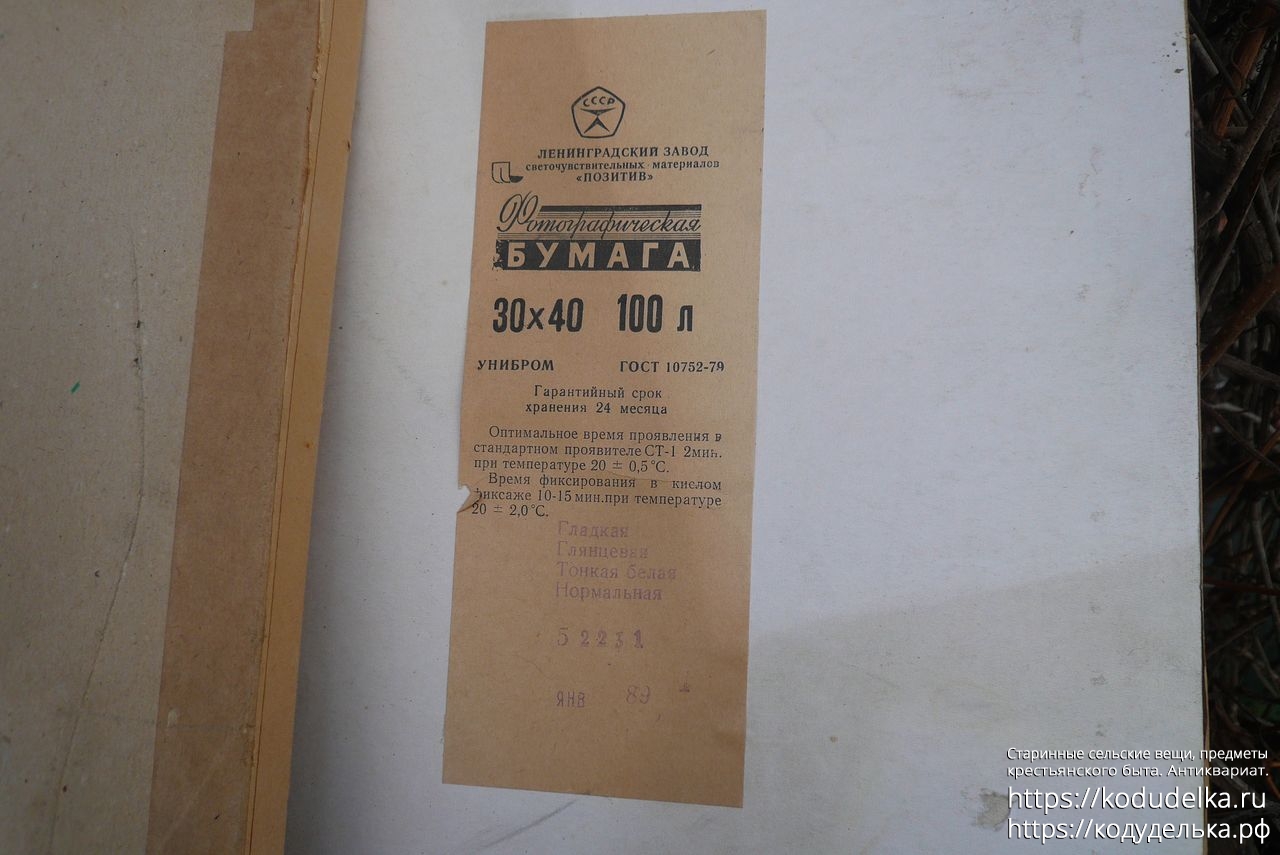 СССР
ЛЕНИНГРАДСКИЙ ЗАВОД
светочувствительных материалов
«ПОЗИТИВ»
Фотографическая
БУМАГА
30х40 100 л
УНИБРОМ ГОСТ 10752-79
Гарантийный срок
хранения 24 месяца
Оптимальное время проявления в
стандартном проявителе СТ-1 2мин.
при температуре 20 ± 0,5°С.
Время фиксирования в кислом
фиксаже 10-15 мин.при температуре
20 ± 2,0°С.
Гладкая
Глянцевая
Тонкая белая
Нормальная
52231
ЯНВ 89
Старинные сельские вещи, предметы
крестьянского быта. Антиквариат.
https://kodudelka.ru
https://кодуделька.рф